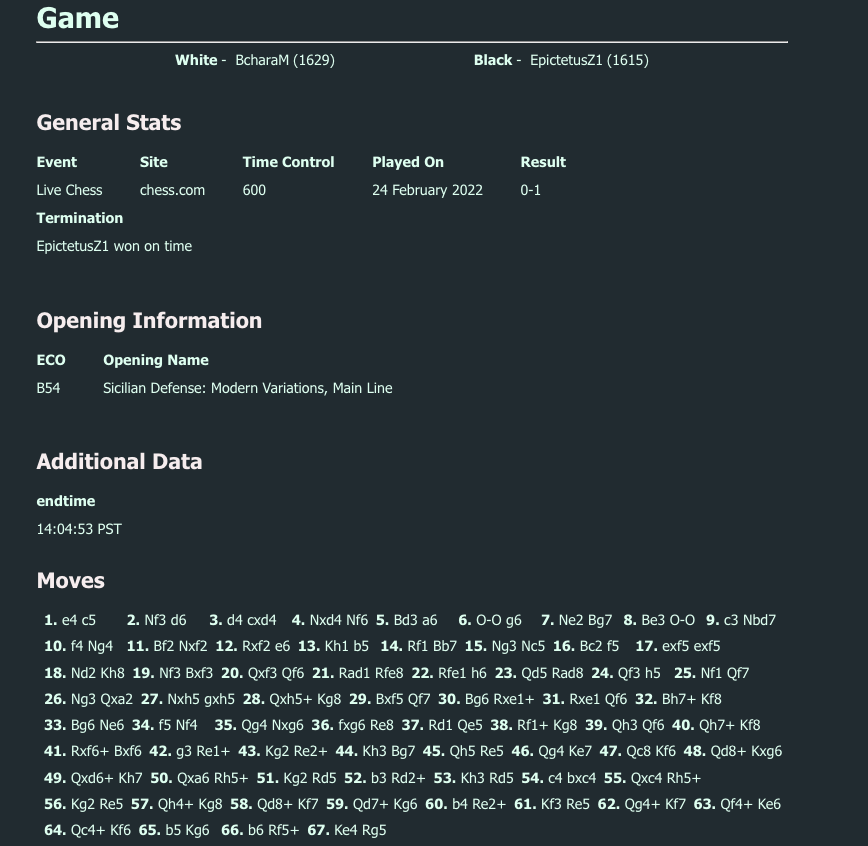 Game
White - BcharaM (1629) Black - EpictetusZ1 (1615)
General Stats
Event Site Time Control Played On Result
Live Chess chess.com 600 24 February 2022 0-1
Termination
EpictetusZ1 won on time
Opening Information
ECO Opening Name
B54 Sicilian Defense: Modern Variations, Main Line
Additional Data
endtime
14:04:53 PST
Moves
1. e4 c5 2. Nf3 d6 3. d4 cxd4 4. Nxd4 Nf6 5. Bd3 a6 6. O-O g6 7. Ne2 Bg7 8. Be3 O-O 9. c3 Nbd7
10. f4 Ng4 11. Bf2 Nxf2 12. Rxf2 e6 13. Kh1 b5 14. Rf1 Bb7 15. Ng3 Nc5 16. Bc2 f5 17. exf5 exf5
18. Nd2 Kh8 19. Nf3 Bxf3 20. Qxf3 Qf6 21. Rad1 Rfe8 22. Rfe1 h6 23. Qd5 Rad8 24. Qf3 h5 25. Nf1 Qf7
26. Ng3 Qxa2 27. Nxh5 gxh5 28. Qxh5+ Kg8 29. Bxf5 Qf7 30. Bg6 Rxe1+ 31. Rxe1 Qf6 32. Bh7+ Kf8
33. Bg6 Ne6 34. f5 Nf4 35. Qg4 Nxg6 36. fxg6 Re8 37. Rd1 Qe5 38. Rf1+ Kg8 39. Qh3 Qf6 40. Qh7+ Kf8
41. Rxf6+ Bxf6 42. g3 Re1+ 43. Kg2 Re2+ 44. Kh3 Bg7 45. Qh5 Re5 46. Qg4 Ke7 47. Qc8 Kf6 48. Qd8+ Kxg6
49. Qxd6+ Kh7 50. Qxa6 Rh5+ 51. Kg2 Rd5 52. b3 Rd2+ 53. Kh3 Rd5 54. c4 bxc4 55. Qxc4 Rh5+
56. Kg2 Re5 57. Qh4+ Kg8 58. Qd8+ Kf7 59. Qd7+ Kg6 60. b4 Re2+ 61. Kf3 Re5 62. Qg4+ Kf7 63. Qf4+ Ke6
64. Qc4+ Kf6 65. b5 Kg6 66. b6 Rf5+ 67. Ke4 Rg5